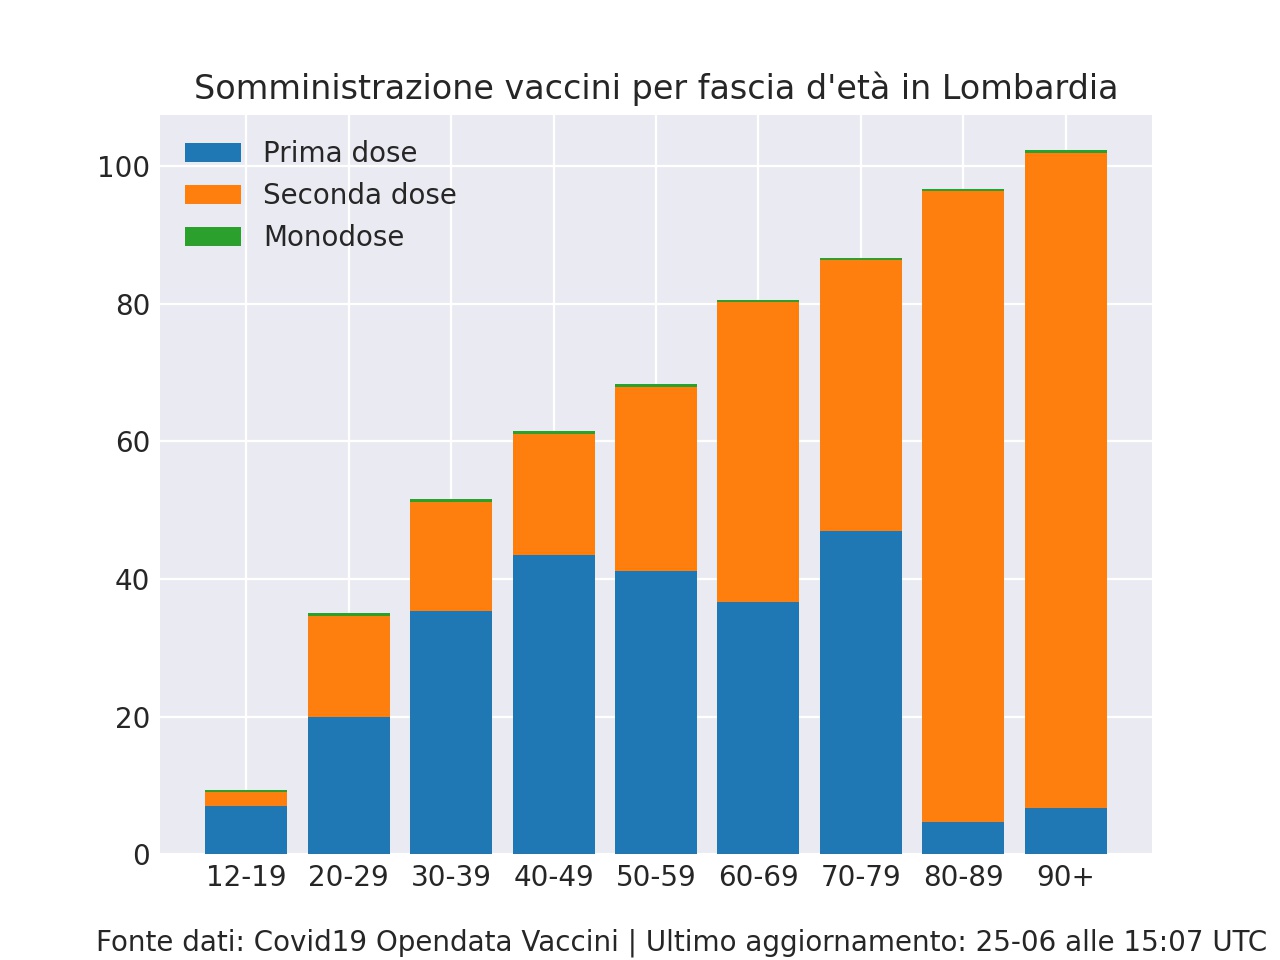 Somministrazione vaccini per fascia d'età in Lombardia
Prima dose
Seconda dose
Monodose
100
80
60
40
20
0
12-19 20-29 30-39 40-49 50-59 60-69 70-79 80-89 90+
Fonte dati: Covid19 Opendata Vaccini | Ultimo aggiornamento: 25-06 alle 15:07 UTC